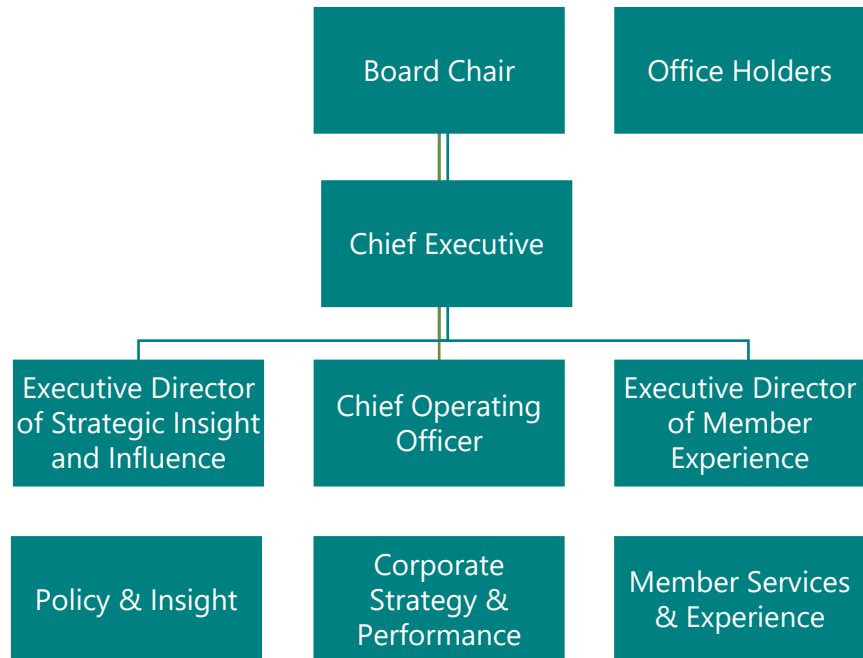 Board Chair
Office Holders
Chief Executive
Executive Director
of Strategic Insight
and Influence
Chief Operating
Officer
Executive Director
of Member
Experience
Policy & Insight
Corporate
Strategy &
Performance
Member Services
& Experience